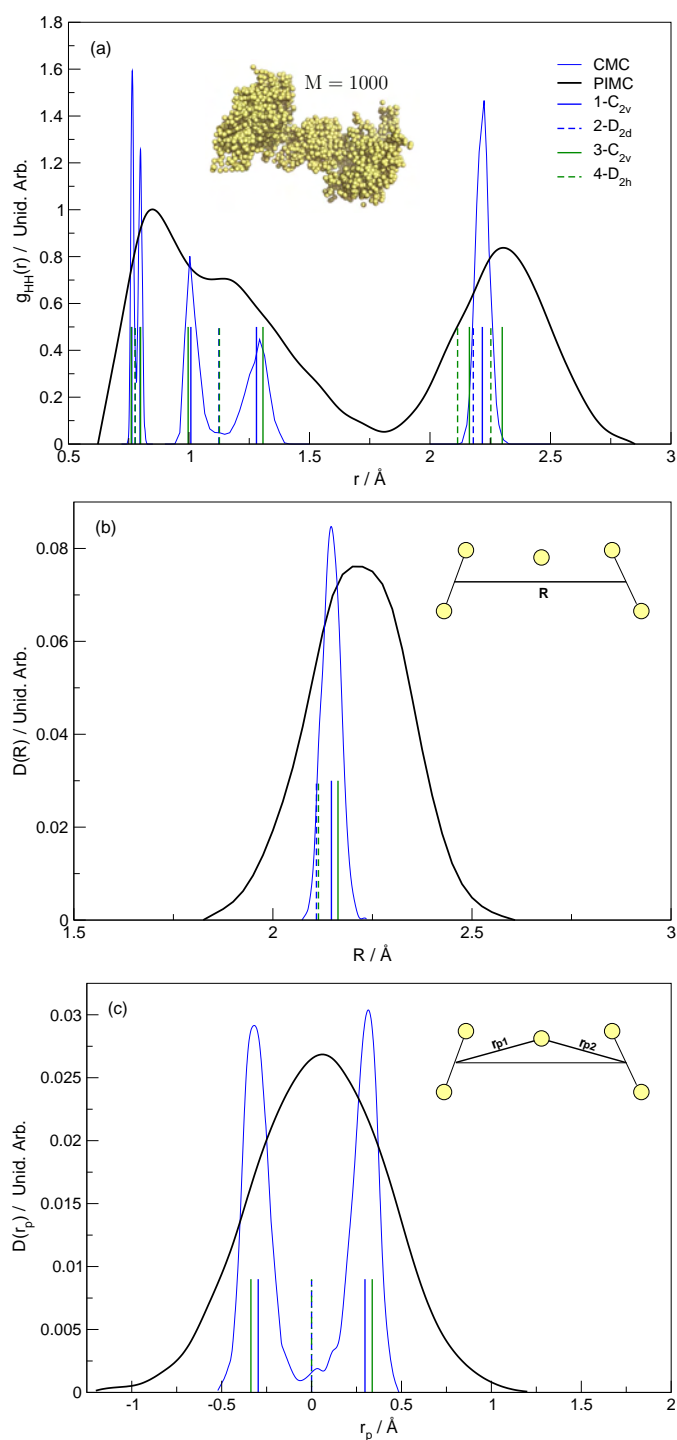 (a)
M = 1000
CMC
PIMC
1-C2v
2-D2d
3-C2v
4-D2h
gHH(r) / Unid. Arb.
1.8
1.6
1.4
1.2
1
0.8
0.6
0.4
0.2
0
0.5 1 1.5 2 2.5 3
r / Å
(b)
R
D(R) / Unid. Arb.
0.08
0.06
0.04
0.02
0
1.5 2 2.5 3
R / Å
(c)
rp1 rp2
D(rp) / Unid. Arb.
0.03
0.025
0.02
0.015
0.01
0.005
0
-1 -0.5 0 0.5 1 1.5 2
rp / Å